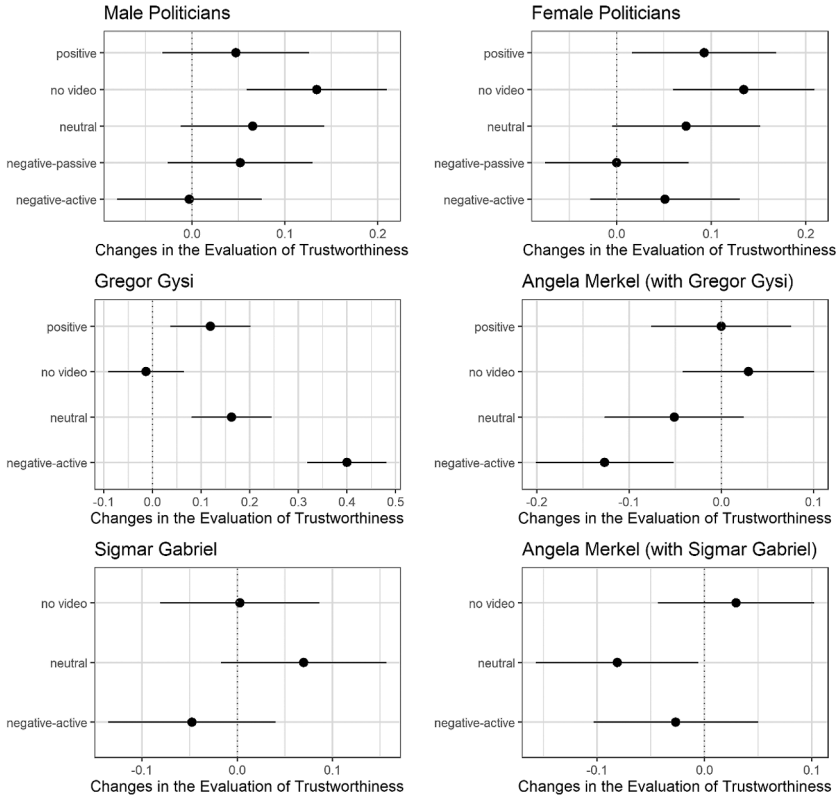 Male Politicians
positive
no video
neutral
negative-passive
negative-active
0.0 0.1 0.2
Changes in the Evaluation of Trustworthiness
Female Politicians
positive
no video
neutral
negative-passive
negative-active
0.0 0.1 0.2
Changes in the Evaluation of Trustworthiness
Gregor Gysi
positive
no video
neutral
negative-active
-0.1 0.0 0.1 0.2 0.3 0.4 0.5
Changes in the Evaluation of Trustworthiness
Angela Merkel (with Gregor Gysi)
positive
no video
neutral
negative-active
-0.2 -0.1 0.0 0.1
Changes in the Evaluation of Trustworthiness
Sigmar Gabriel
no video
neutral
negative-active
-0.1 0.0 0.1
Changes in the Evaluation of Trustworthiness
Angela Merkel (with Sigmar Gabriel)
no video
neutral
negative-active
-0.1 0.0 0.1
Changes in the Evaluation of Trustworthiness